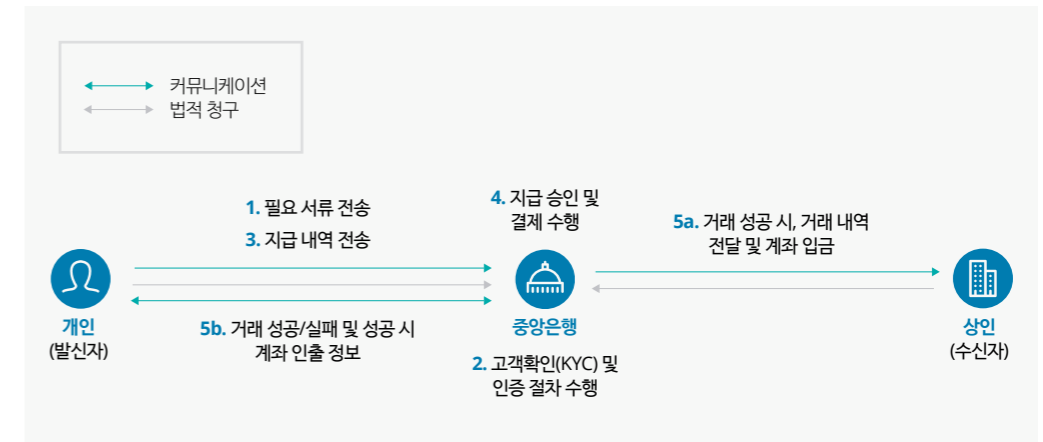 커뮤니케이션
법적 청구
1. 필요 서류 전송
3. 지급 내역 전송
4. 지급 승인 및
결제 수행
5a. 거래 성공 시, 거래 내역
전달 및 계좌 입금
개인
(발신자)
5b. 거래 성공/실패 및 성공 시
계좌 인출 정보
중앙은행
2. 고객확인(KYC) 및
인증 절차 수행
상인
(수신자)